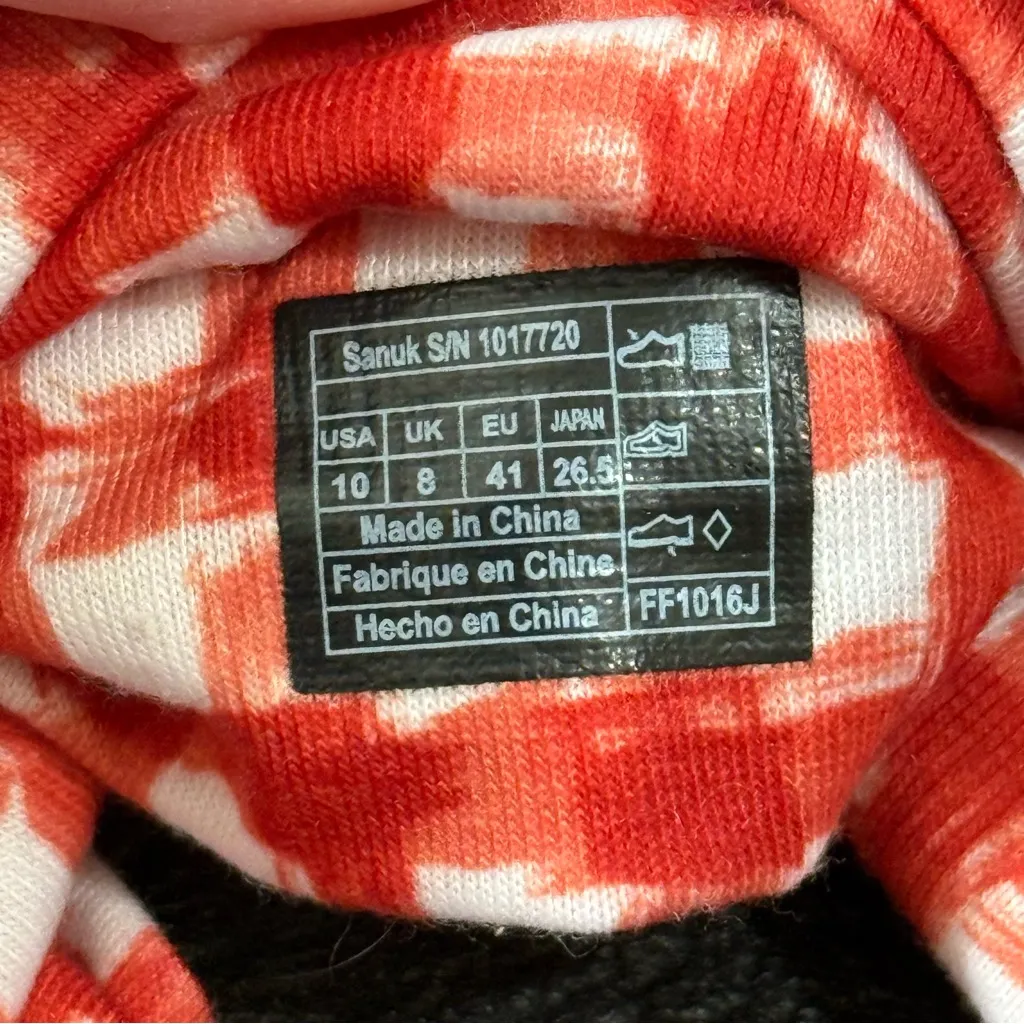 Sanuk S/N 1017720
USA UK EU JAPAN
10 8 41 26.5
Made in China
Fabrique en Chine
Hecho en China
FF1016J